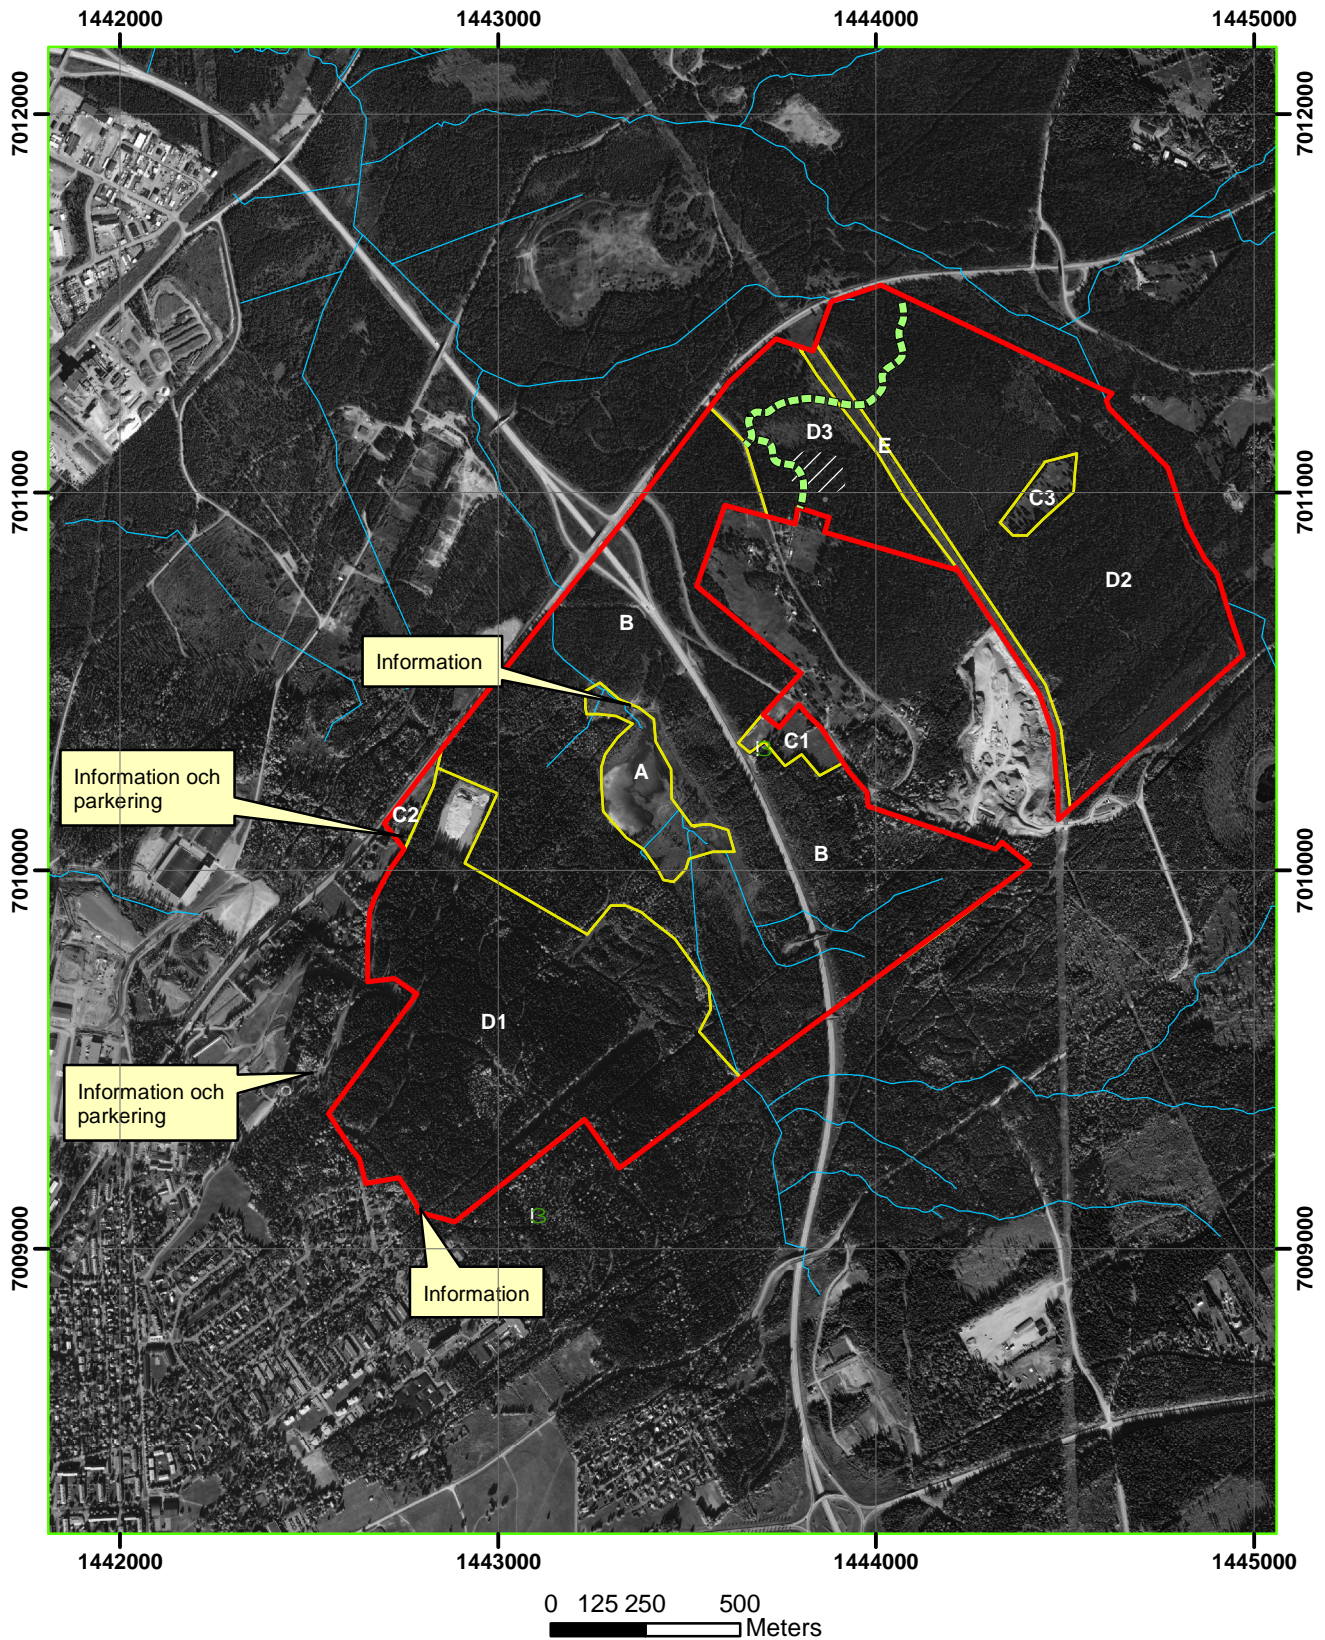 1442000 1443000 1444000 1445000
7012000 7012000
D3
E
7011000 C3 7011000
D2
B
Information
C1
A
Information och
parkering
C2
B
7010000 7010000
D1
Information och
parkering
7009000 7009000
Information
1442000 1443000 1444000 1445000
0 125 250 500
Meters